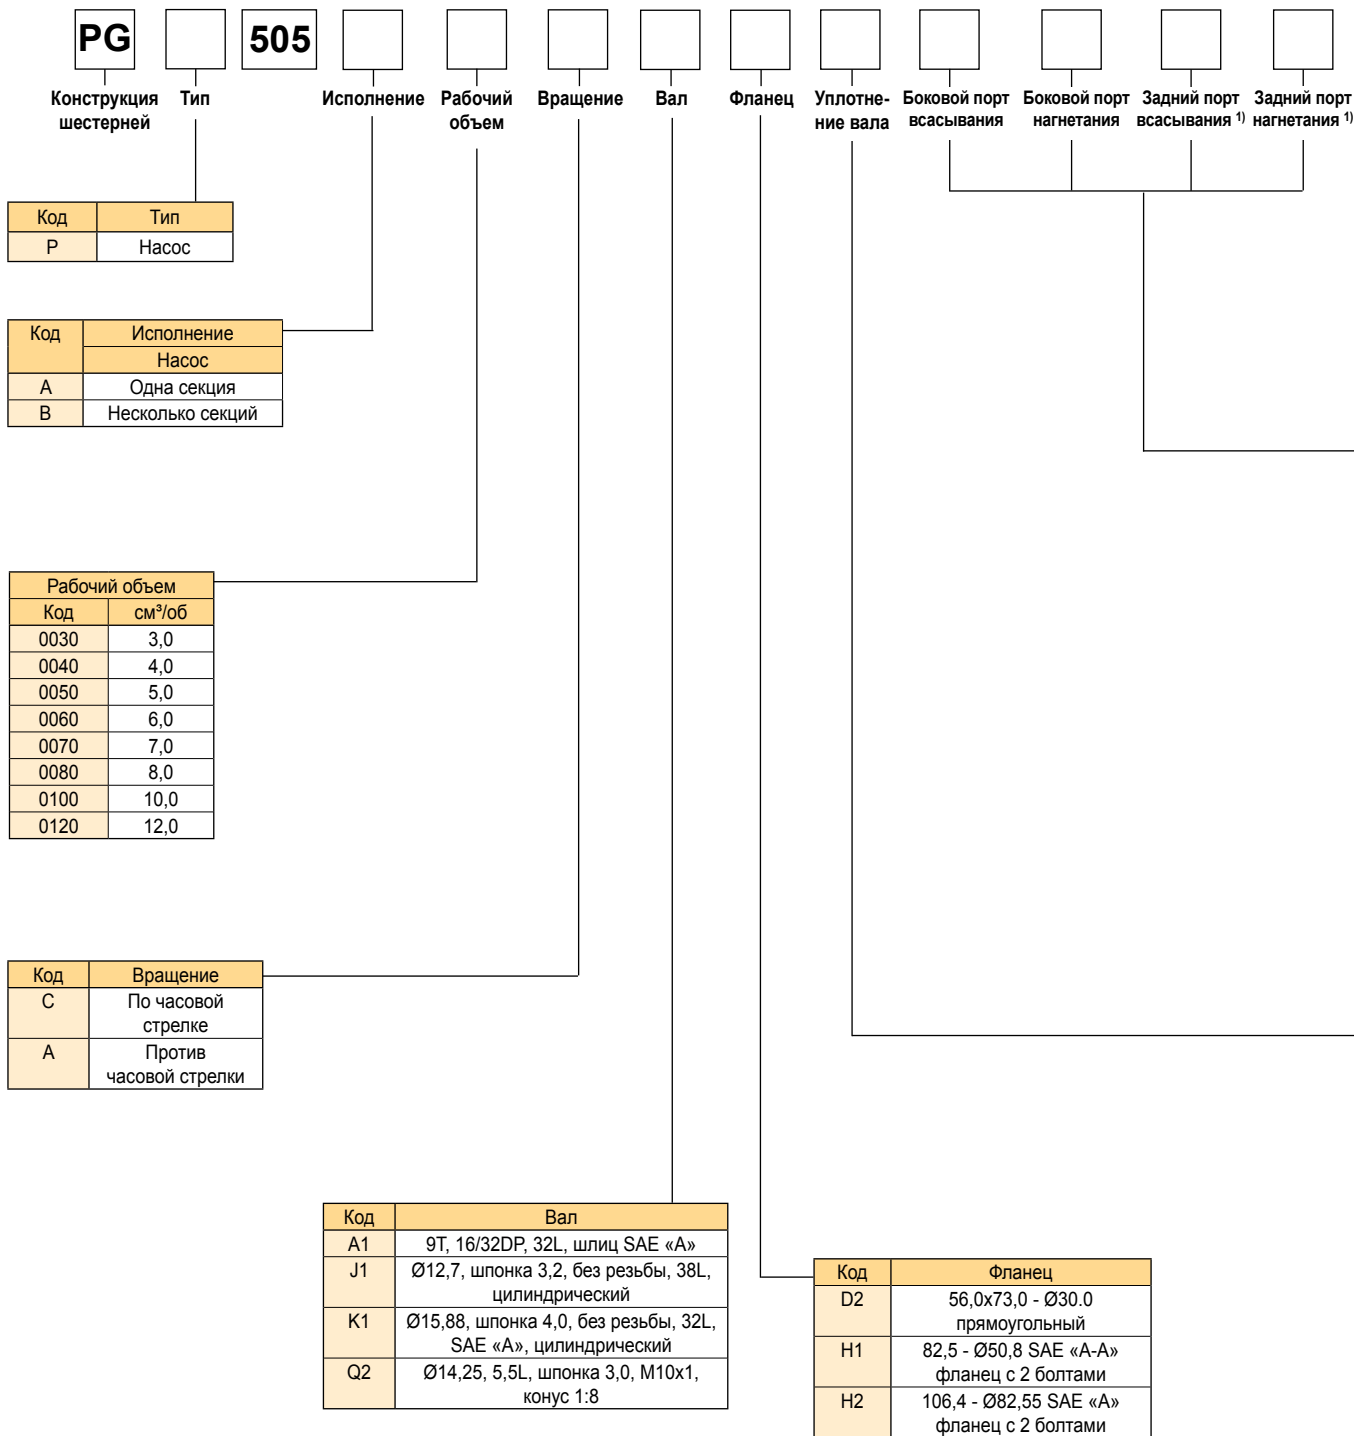 PG 505
Конструкция шестерней
Тип
Исполнение
Рабочий объем
Вращение
Вал
Фланец
Уплотне-
ние вала
Боковой порт всасывания
Боковой порт нагнетания
Задний порт всасывания 1)
Задний порт нагнетания 1)
Код Тип
P Насос
Код Исполнение
Насос
A Одна секция
B Несколько секций
Рабочий объем
Код см³/об
0030 3,0
0040 4,0
0050 5,0
0060 6,0
0070 7,0
0080 8,0
0100 10,0
0120 12,0
Код Вращение
C По часовой
стрелке
A Против
часовой стрелки
Код Вал
A1 9T, 16/32DP, 32L, шлиц SAE «A»
J1 Ø12,7, шпонка 3,2, без резьбы, 38L,
цилиндрический
K1 Ø15,88, шпонка 4,0, без резьбы, 32L,
SAE «A», цилиндрический
Q2 Ø14,25, 5,5L, шпонка 3,0, M10x1,
конус 1:8
Код Фланец
D2 56,0x73,0 - Ø30.0
прямоугольный
H1 82,5 - Ø50,8 SAE «A-A»
фланец с 2 болтами
H2 106,4 - Ø82,55 SAE «A»
фланец с 2 болтами